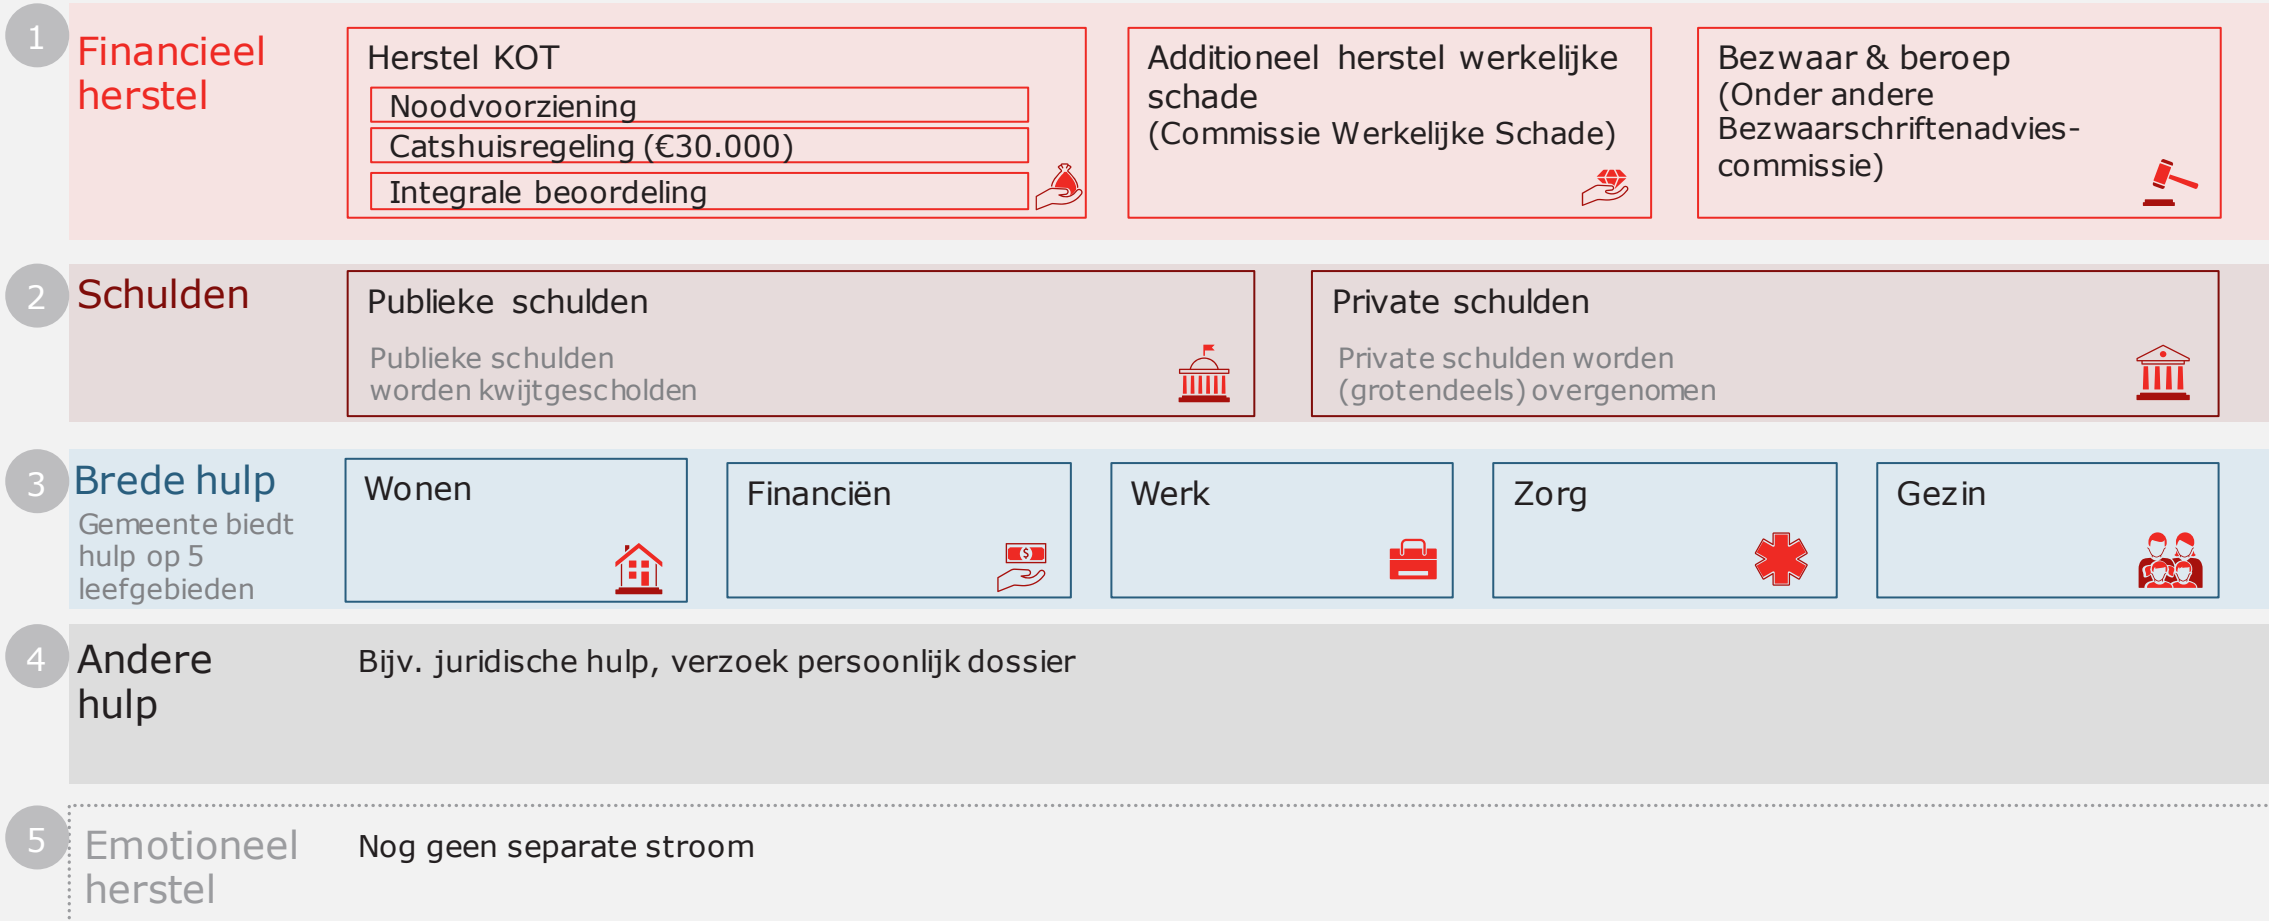 1
Financieel
herstel
Herstel KOT
Noodvoorziening
Catshuisregeling (€30.000)
Integrale beoordeling
Additioneel herstel werkelijke
schade
(Commissie Werkelijke Schade)
Bezwaar & beroep
(Onder andere
Bezwaarschriftenadvies-
commissie)
2
Schulden
Publieke schulden
Publieke schulden
worden kwijtgescholden
Private schulden
Private schulden worden
(grotendeels) overgenomen
3
Brede hulp
Gemeente biedt
hulp op 5
leefgebieden
Wonen
Financiën
$
Werk
Zorg
Gezin
4
Andere
hulp
Bijv. juridische hulp, verzoek persoonlijk dossier
5
Emotioneel
herstel
Nog geen separate stroom